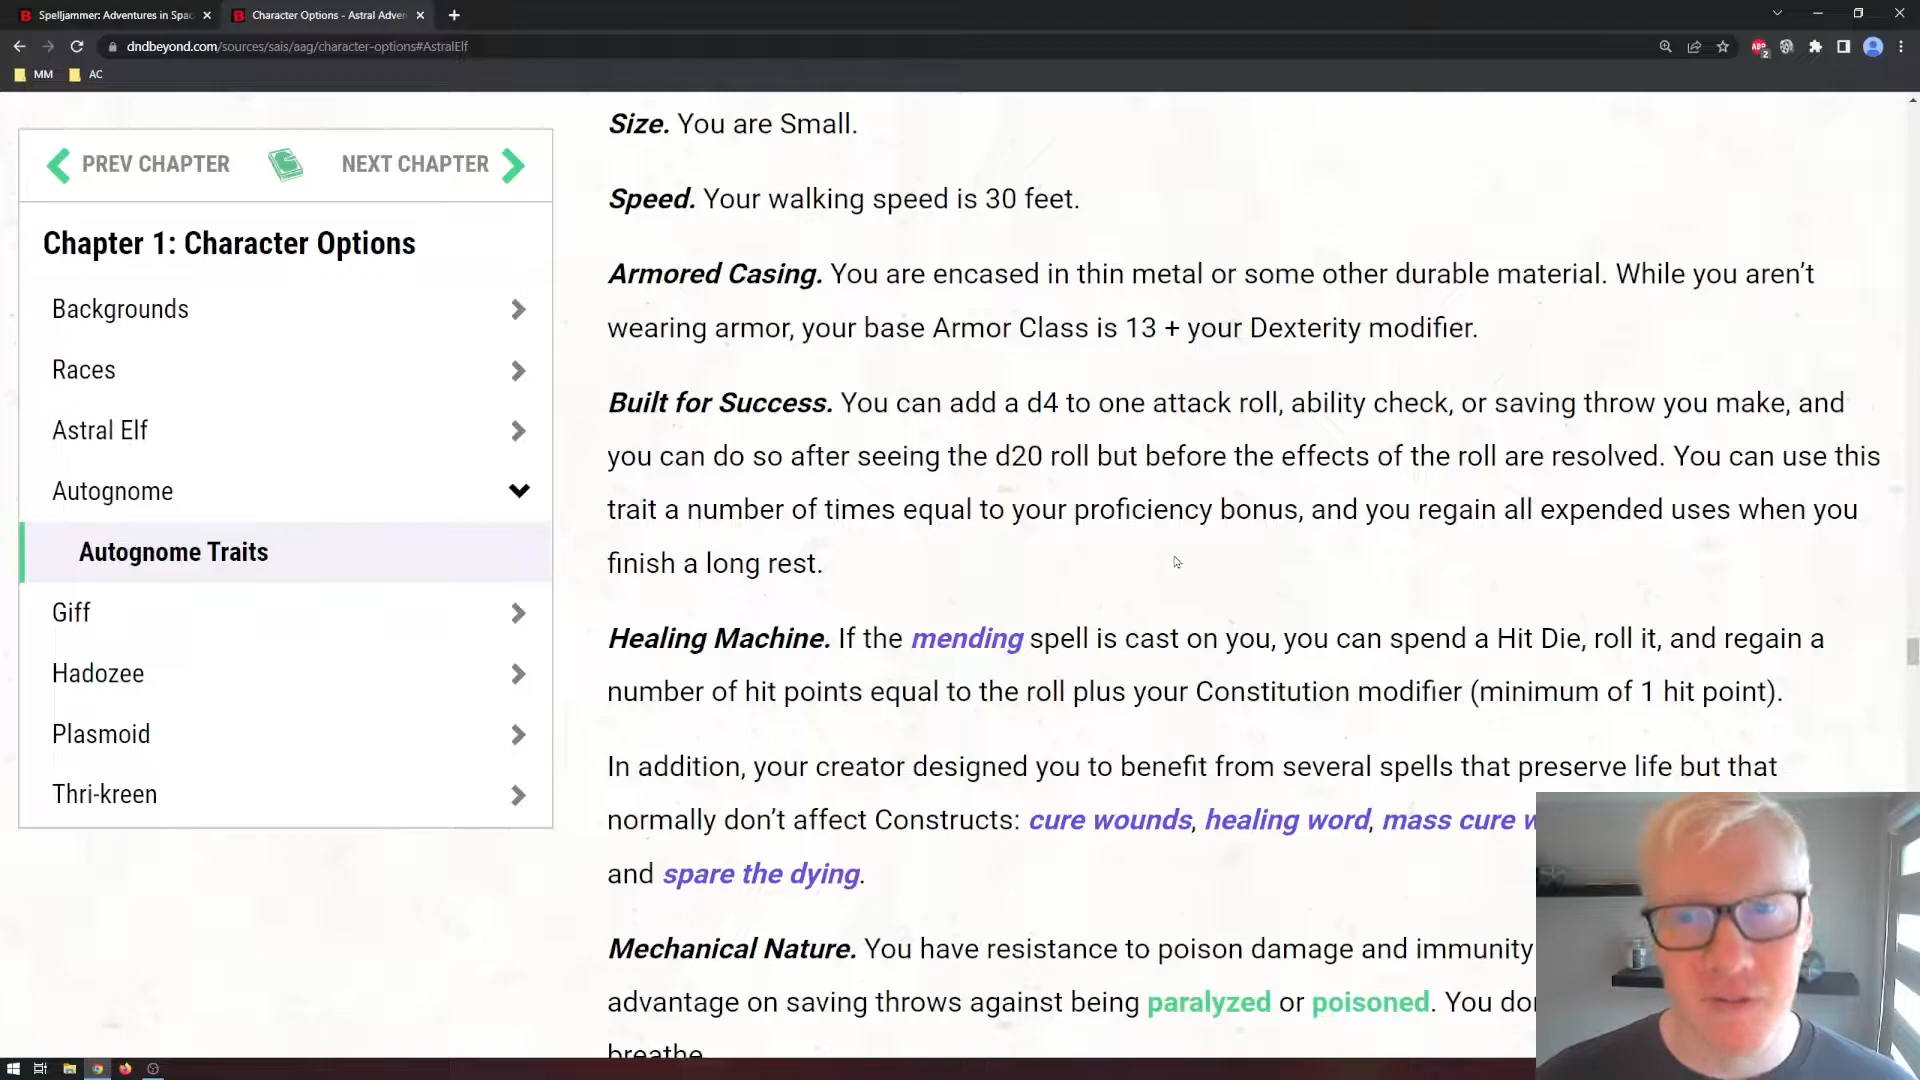 Spelljammer: Adventures in Spac
Character Options - Astral Adven
dndbeyond.com/sources/sais/aag/character-options#AstralElf
ABP
2
MM
AC
PREV CHAPTER
NEXT CHAPTER
Chapter 1: Character Options
Backgrounds
Races
Astral Elf
Autognome
Autognome Traits
Giff
Hadozee
Plasmoid
Thri-kreen
Size. You are Small.
Speed. Your walking speed is 30 feet.
Armored Casing. You are encased in thin metal or some other durable material. While you aren’t
wearing armor, your base Armor Class is 13 + your Dexterity modifier.
Built for Success. You can add a d4 to one attack roll, ability check, or saving throw you make, and
you can do so after seeing the d20 roll but before the effects of the roll are resolved. You can use this
trait a number of times equal to your proficiency bonus, and you regain all expended uses when you
finish a long rest.
Healing Machine. If the mending spell is cast on you, you can spend a Hit Die, roll it, and regain a
number of hit points equal to the roll plus your Constitution modifier (minimum of 1 hit point).
In addition, your creator designed you to benefit from several spells that preserve life but that
normally don’t affect Constructs: cure wounds, healing word, mass cure w
and spare the dying.
Mechanical Nature. You have resistance to poison damage and immunity
advantage on saving throws against being paralyzed or poisoned. You don
breathe.